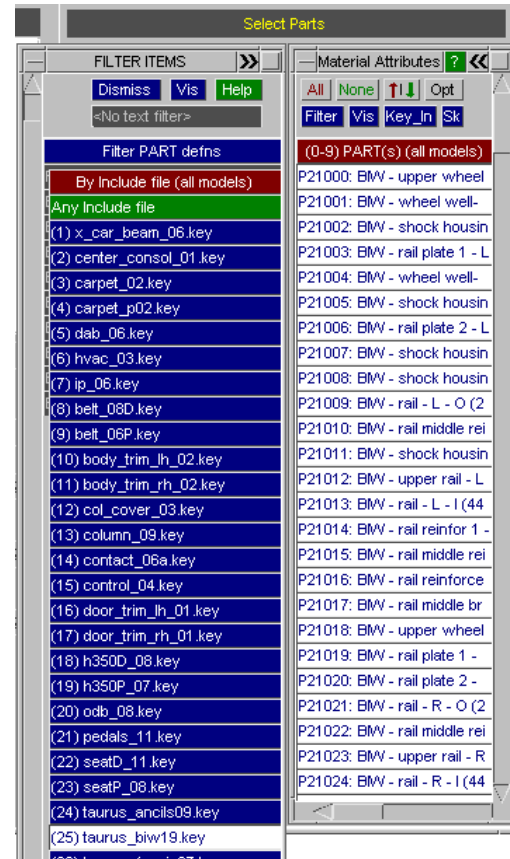 Select Parts
FILTER ITEMS
Dismiss Vis Help
<No text filter>
Filter PART defns
By Include file (all models)
Any Include file
(1) x_car_beam_06.key
(2) center_consol_01.key
(3) carpet_02.key
(4) carpet_p02.key
(5) dab_06.key
(6) hvac_03.key
(7) ip_06.key
(8) belt_08D.key
(9) belt_06P.key
(10) body_trim_lh_02.key
(11) body_trim_rh_02.key
(12) col_cover_03.key
(13) column_09.key
(14) contact_06a.key
(15) control_04.key
(16) door_trim_lh_01.key
(17) door_trim_rh_01.key
(18) h350D_08.key
(19) h350P_07.key
(20) odb_08.key
(21) pedals_11.key
(22) seatD_11.key
(23) seatP_08.key
(24) taurus_ancils09.key
(25) taurus_biw19.key
Material Attributes ?
All None Opt
Filter Vis Key_In Sk
(0-9) PART(s) (all models)
P21000: BIW - upper wheel
P21001: BIW - wheel well-
P21002: BIW - shock housin
P21003: BIW - rail plate 1 - L
P21004: BIW - wheel well-
P21005: BIW - shock housin
P21006: BIW - rail plate 2 - L
P21007: BIW - shock housin
P21008: BIW - shock housin
P21009: BIW - rail - L - O (2
P21010: BIW - rail middle rei
P21011: BIW - shock housin
P21012: BIW - upper rail - L
P21013: BIW - rail - L - I (44
P21014: BIW - rail reinfor 1 -
P21015: BIW - rail middle rei
P21016: BIW - rail reinforce
P21017: BIW - rail middle br
P21018: BIW - upper wheel
P21019: BIW - rail plate 1 -
P21020: BIW - rail plate 2 -
P21021: BIW - rail - R - O (2
P21022: BIW - rail middle rei
P21023: BIW - upper rail - R
P21024: BIW - rail - R - I (44